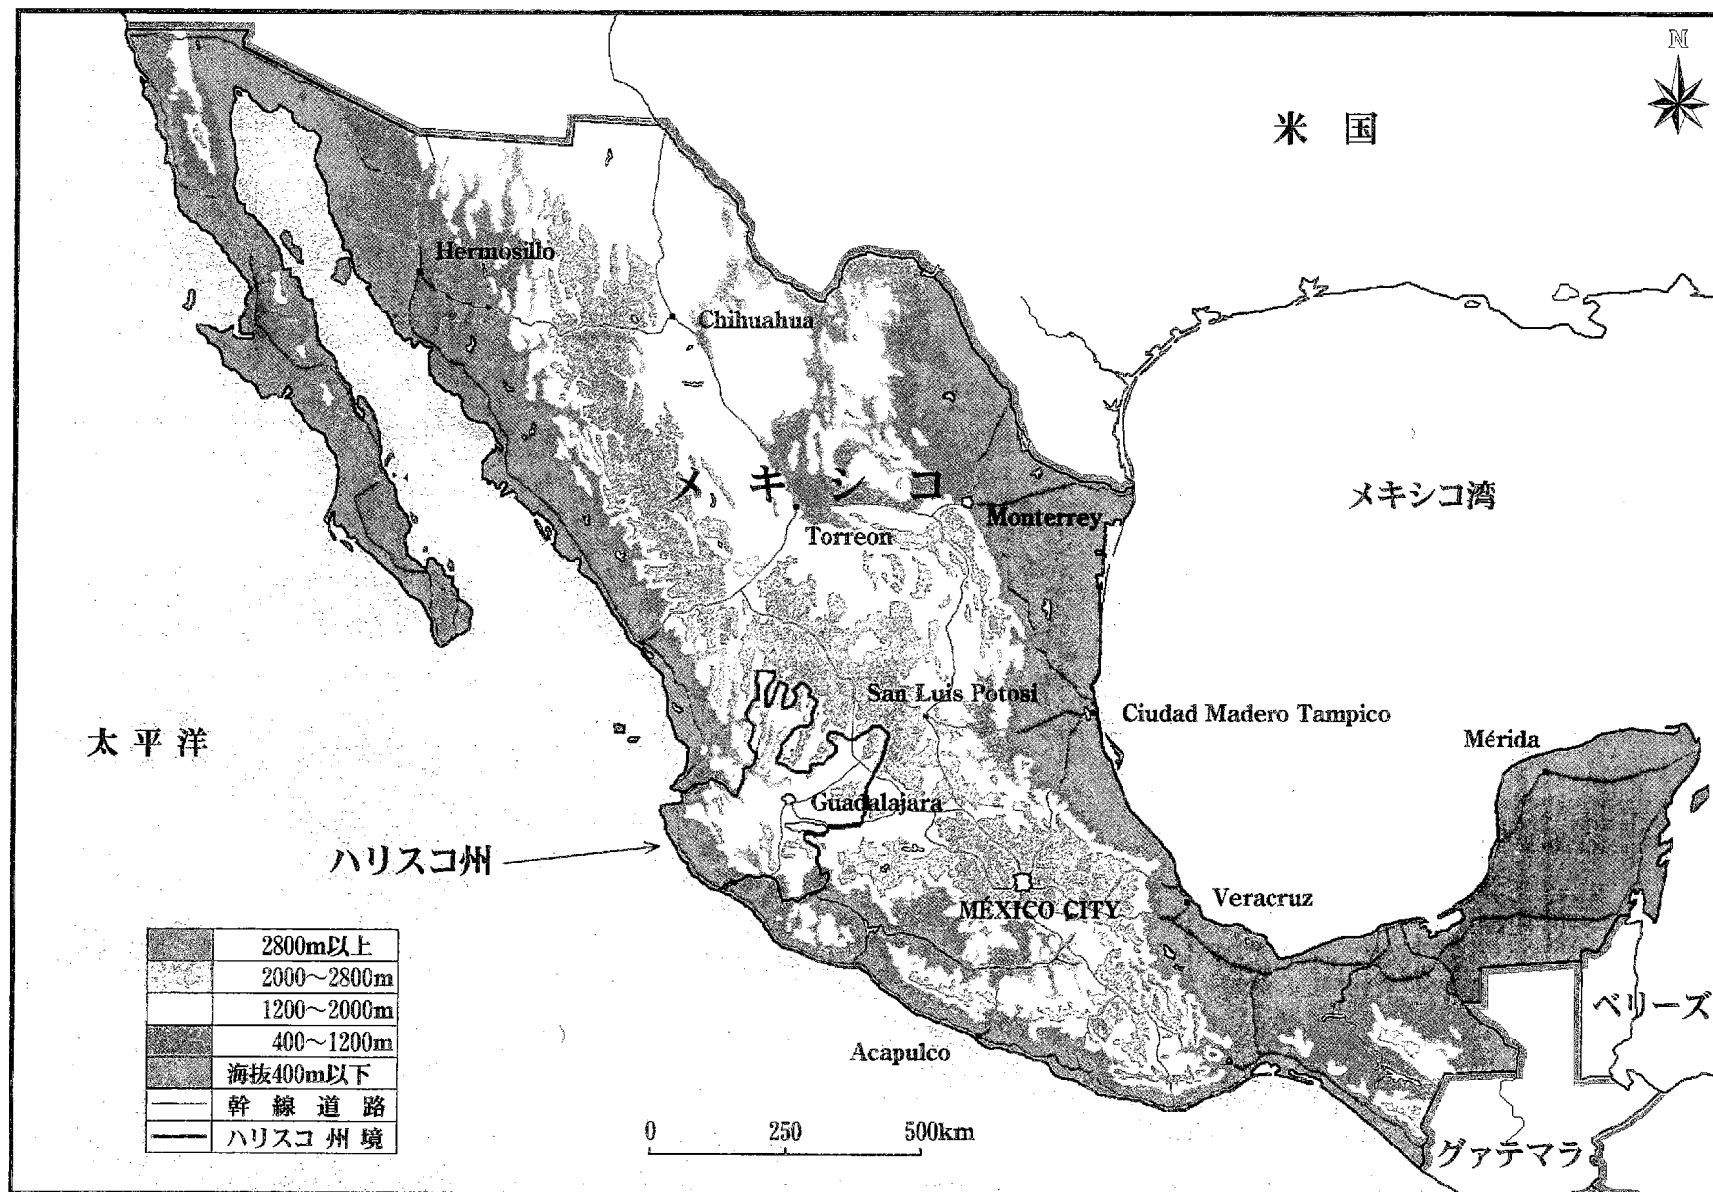 N
米国
Hermosillo
Chihuahua
メキシコ
メキシコ湾
Monterrey
Torreon
San Luis Potosi
Ciudad Madero Tampico
太平洋
Mérida
Guadalajara
ハリスコ州
MÉXICO CITY
Veracruz
ベリーズ
Acapulco
グァテマラ
2800m以上
2000～2800m
1200～2000m
400～1200m
海抜400m以下
幹線道路
ハリスコ州境
0 250 500km